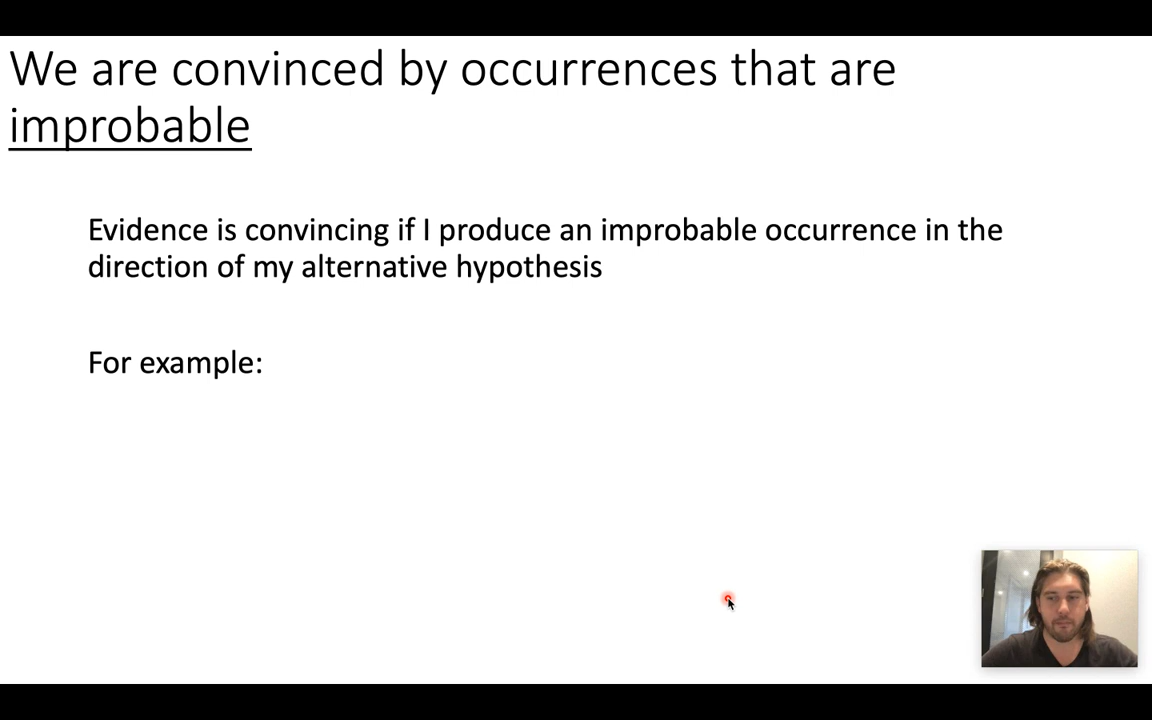 We are convinced by occurrences that are
improbable
Evidence is convincing if I produce an improbable occurrence in the
direction of my alternative hypothesis
For example: